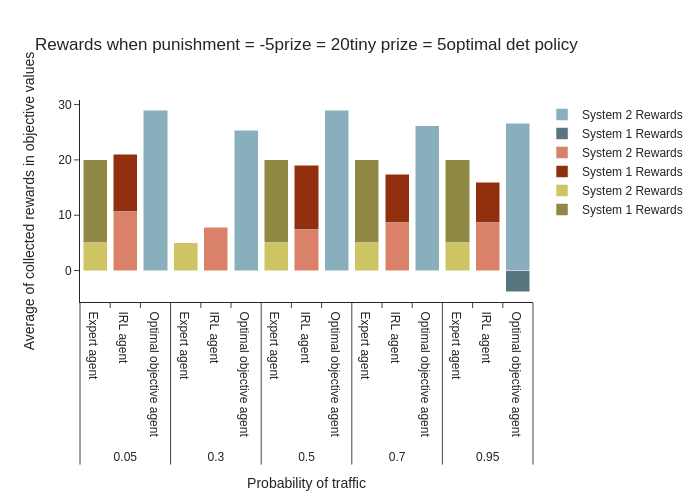 Rewards when punishment = -5prize = 20tiny prize = 5optimal det policy
Average of collected rewards in objective values
30
20
10
0
System 2 Rewards
System 1 Rewards
System 2 Rewards
System 1 Rewards
System 2 Rewards
System 1 Rewards
Expert agent
IRL agent
Optimal objective agent
Expert agent
IRL agent
Optimal objective agent
Expert agent
IRL agent
Optimal objective agent
Expert agent
IRL agent
Optimal objective agent
Expert agent
IRL agent
Optimal objective agent
0.05
0.3
0.5
0.7
0.95
Probability of traffic